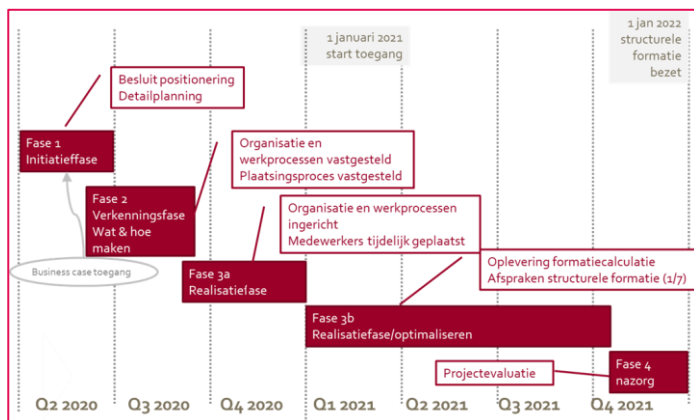 1 januari 2021
start toegang
1 jan 2022
structurele
formatie
bezet
Besluit positionering
Detailplanning
Fase 1
Initiatieffase
Organisatie en
werkprocessen vastgesteld
Plaatsingsproces vastgesteld
Fase 2
Verkenningsfase
Wat & hoe
maken
Organisatie en werkprocessen
ingericht
Medewerkers tijdelijk geplaatst
Business case toegang
Fase 3a
Realisatiefase
Oplevering formatiecalculatie
Afspraken structurele formatie (1/7)
Fase 3b
Realisatiefase/optimaliseren
Projectevaluatie
Fase 4
nazorg
Q2 2020
Q3 2020
Q4 2020
Q1 2021
Q2 2021
Q3 2021
Q4 2021